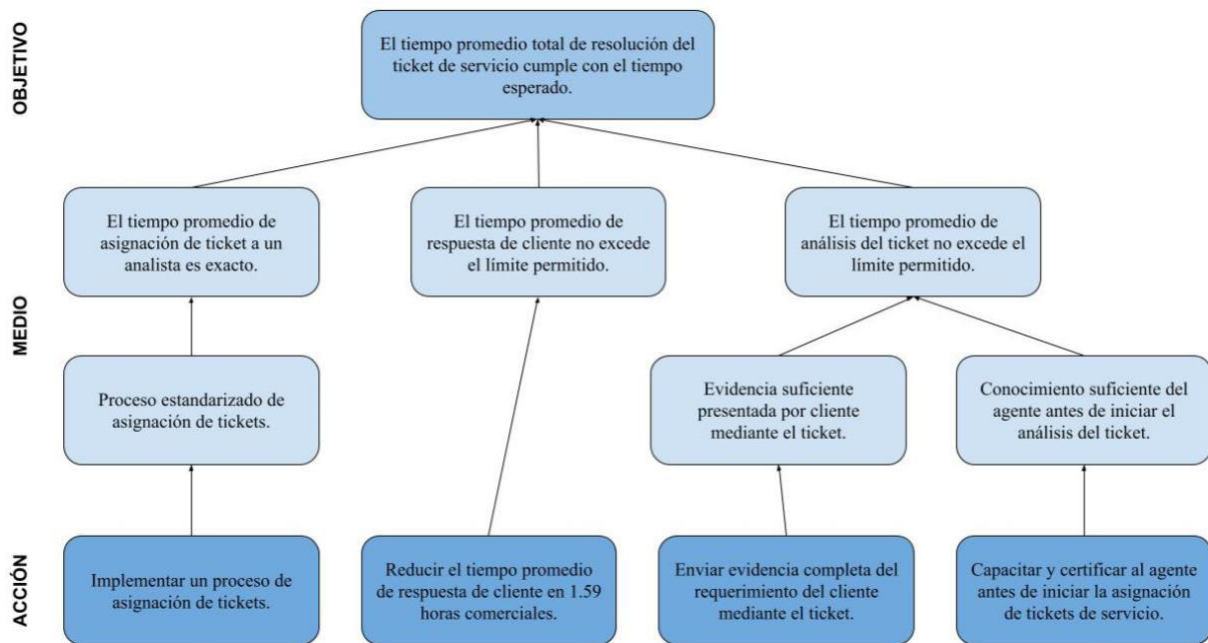 OBJETIVO
El tiempo promedio total de resolución del
ticket de servicio cumple con el tiempo
esperado.
MEDIO
El tiempo promedio de
asignación de ticket a un
analista es exacto.
El tiempo promedio de
respuesta de cliente no excede
el límite permitido.
El tiempo promedio de
análisis del ticket no excede el
límite permitido.
Proceso estandarizado de
asignación de tickets.
Evidencia suficiente
presentada por cliente
mediante el ticket.
Conocimiento suficiente del
agente antes de iniciar el
análisis del ticket.
ACCIÓN
Implementar un proceso de
asignación de tickets.
Reducir el tiempo promedio
de respuesta de cliente en 1.59
horas comerciales.
Enviar evidencia completa del
requerimiento del cliente
mediante el ticket.
Capacitar y certificar al agente
antes de iniciar la asignación
de tickets de servicio.